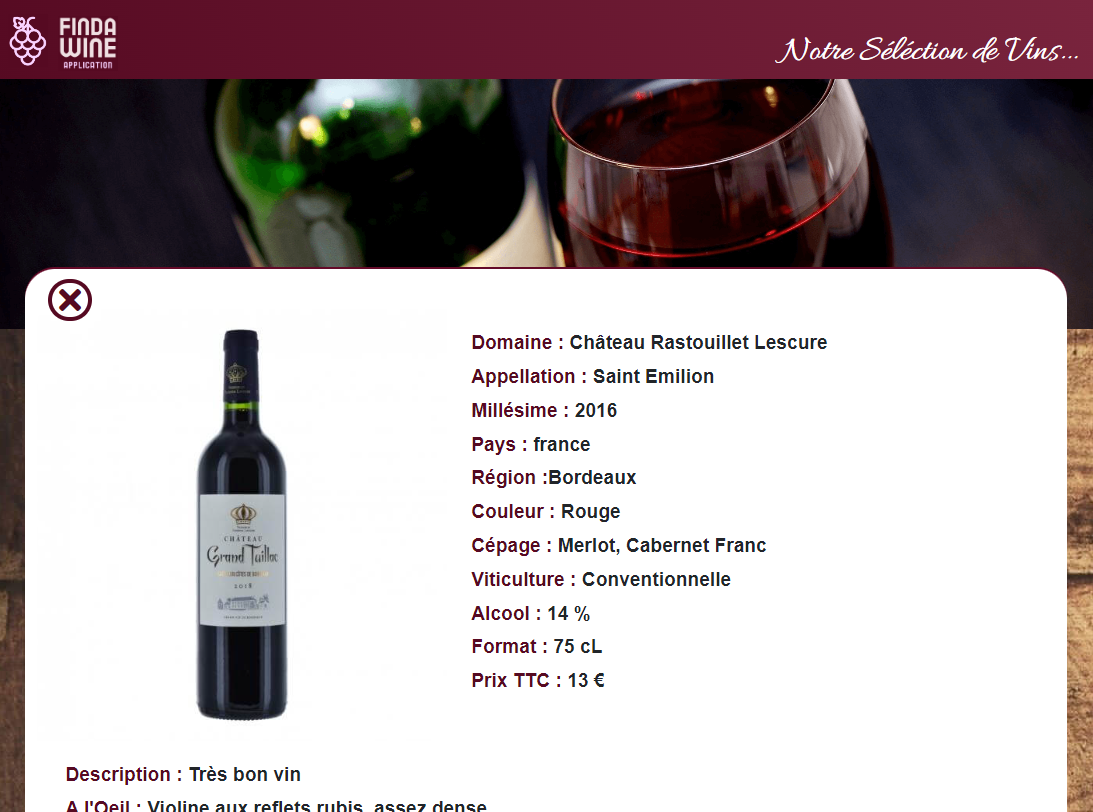 FINDA
WINE
APPLICATION
Notre Séléction de Vins...
Domaine : Château Rastouillet Lescure
Appellation : Saint Emilion
Millésime : 2016
Pays : france
Région :Bordeaux
Couleur : Rouge
Cépage : Merlot, Cabernet Franc
Viticulture : Conventionnelle
Alcool : 14 %
Format : 75 cL
Prix TTC : 13 €
CHÂTEAU
Grand Taillac
2018
Description : Très bon vin
A l'Oeil : Violine aux reflets rubis, assez dense